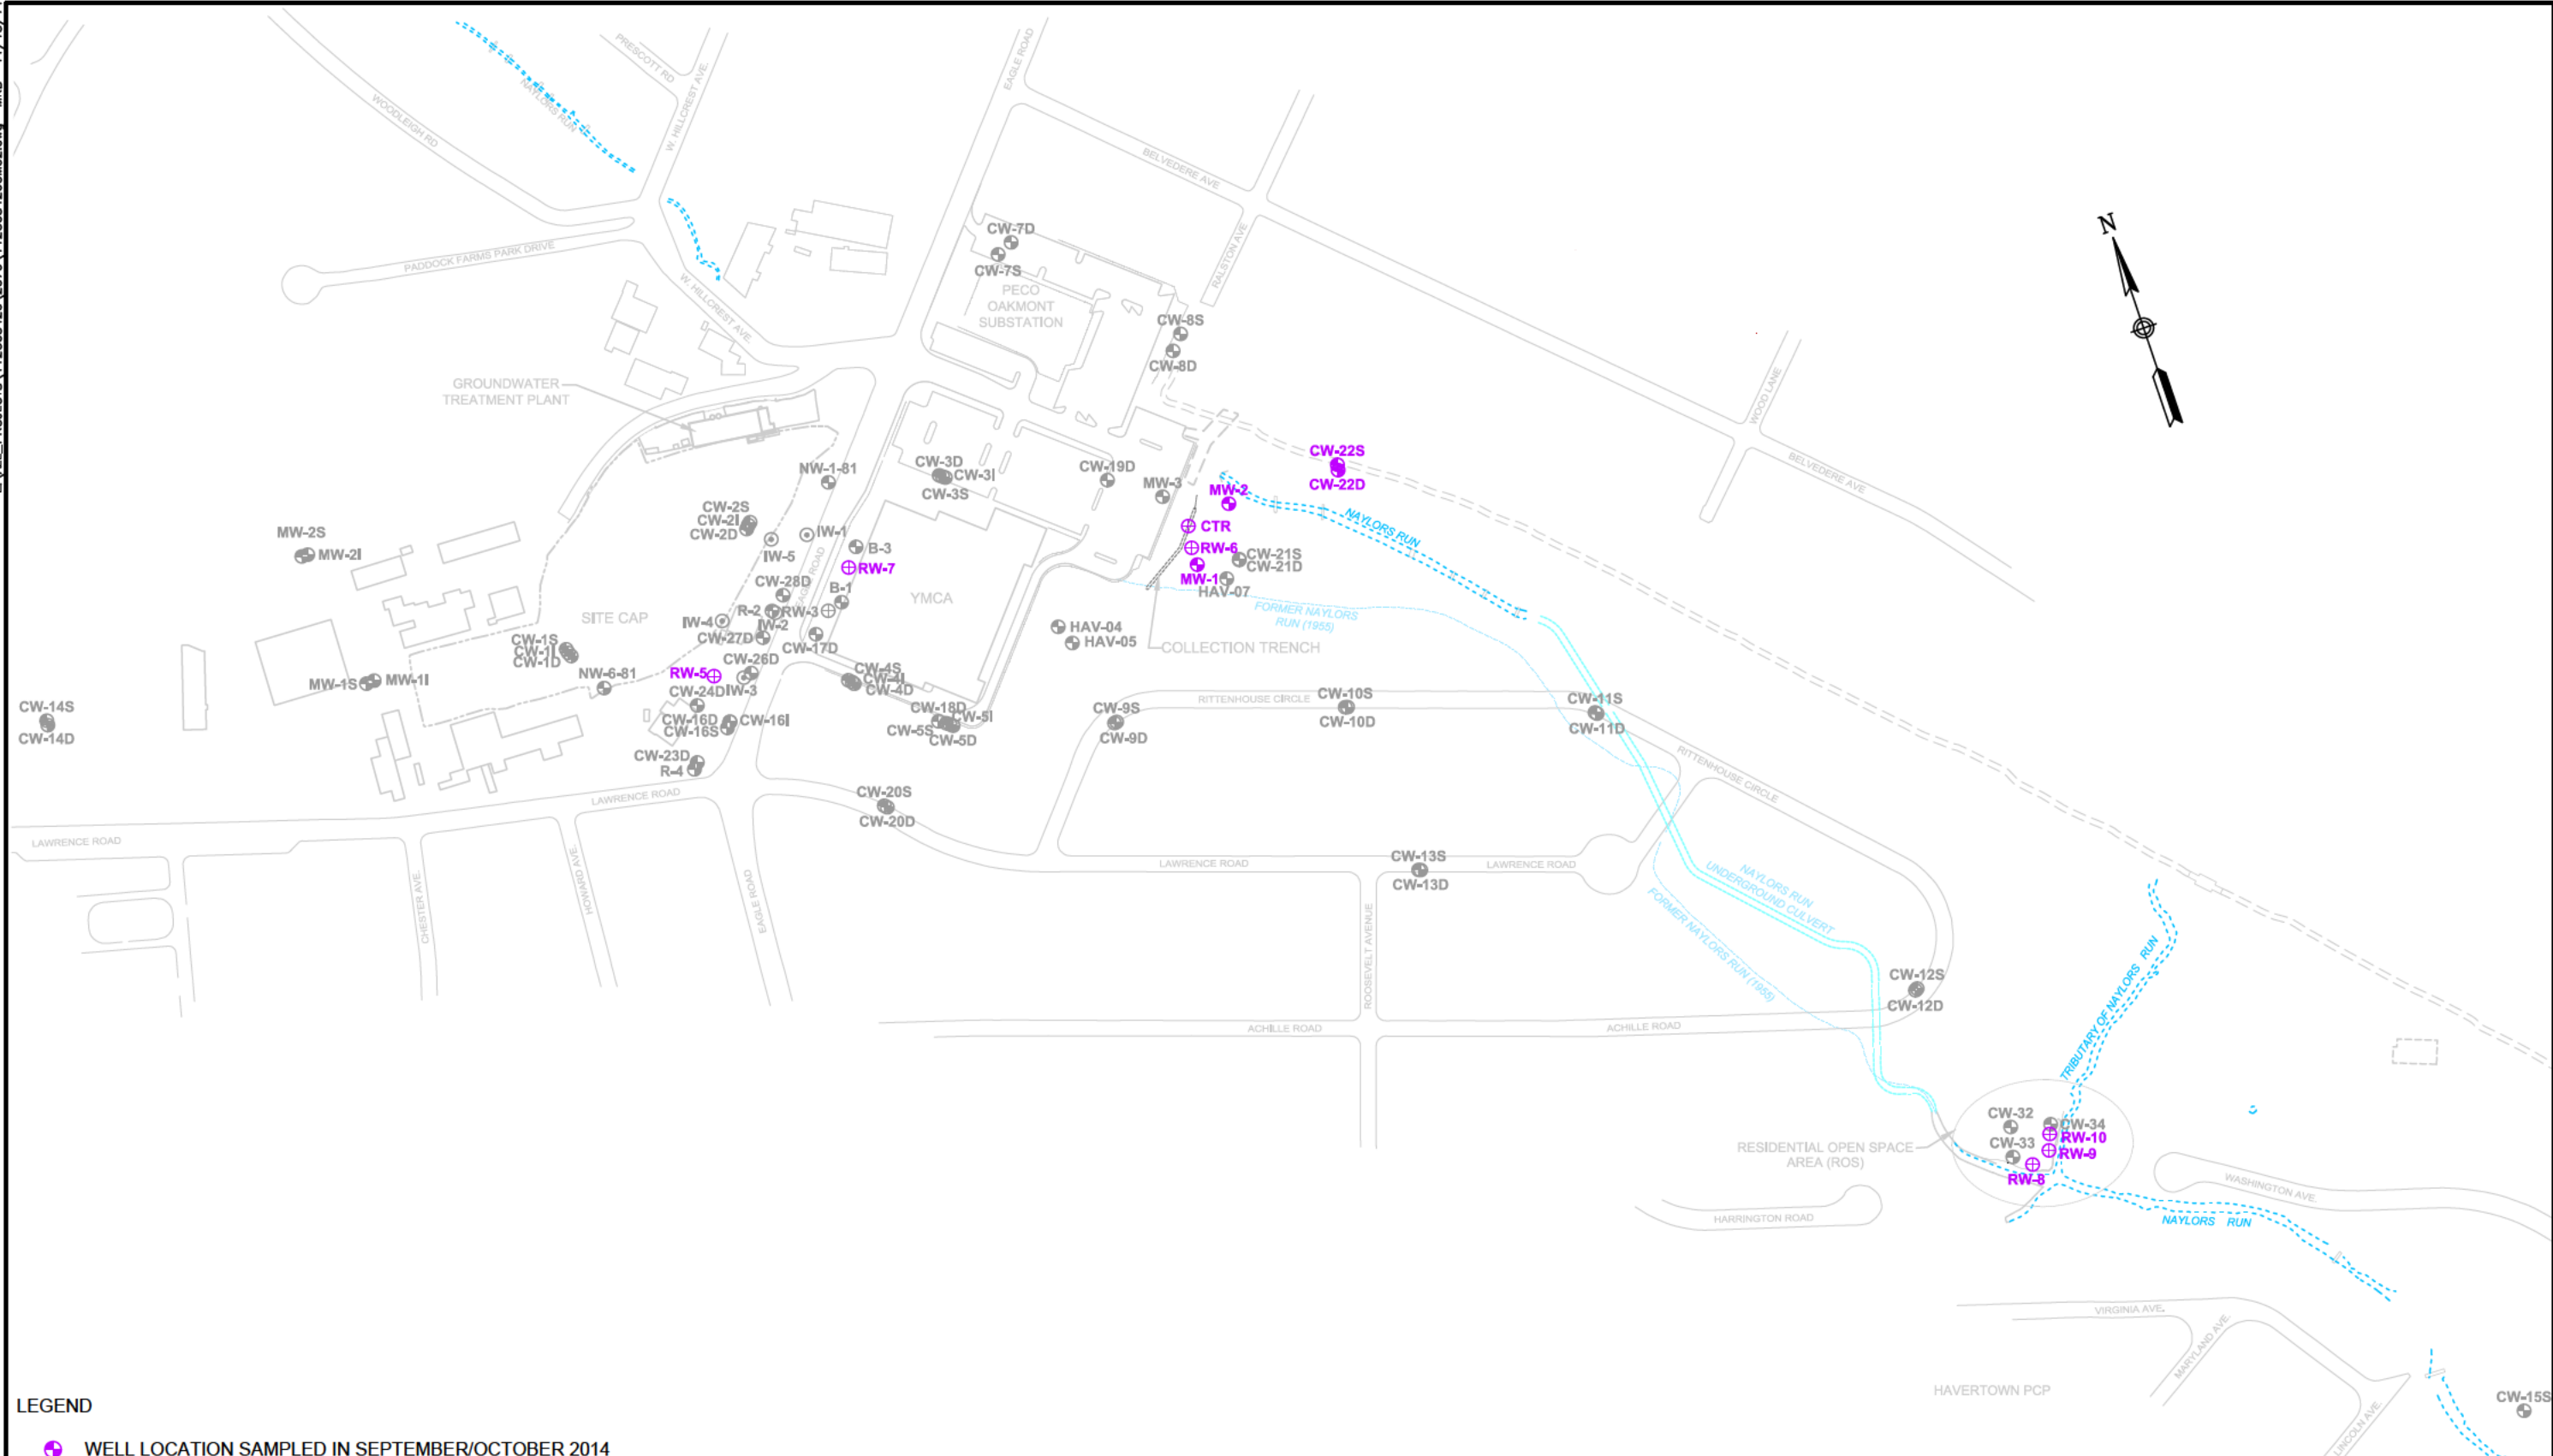 PRESCOTT RD
EAGLE ROAD
NAYLORS RUN
WOODLEIGH RD
W. HILLCREST AVE.
BELVEDERE AVE
N
PADDOCK FARMS PARK DRIVE
CW-7D
CW-7S
RALSTON AVE
W. HILLCREST AVE.
PECO
OAKMONT
SUBSTATION
CW-8S
CW-8D
GROUNDWATER
TREATMENT PLANT
WOOD LANE
CW-22S
CW-22D
BELVEDERE AVE
NW-1-81
CW-3D
CW-3I
CW-3S
CW-19D
MW-3
MW-2
NAYLORS RUN
CTR
RW-6
MW-1
CW-21S
CW-21D
HAV-07
CW-2S
CW-2I
CW-2D
IW-1
IW-5
B-3
RW-7
MW-2S
MW-2I
CW-28D
EAGLE ROAD
B-1
R-2
RW-3
YMCA
SITE CAP
IW-4
IW-2
CW-27D
CW-17D
FORMER NAYLORS
RUN (1955)
HAV-04
HAV-05
COLLECTION TRENCH
CW-1S
CW-1I
CW-1D
CW-26D
RW-5
NW-6-81
MW-1S
MW-1I
CW-24D
IW-3
CW-4S
CW-4I
CW-4D
CW-14S
CW-14D
CW-16D
CW-16I
CW-16S
CW-18D
CW-5I
CW-5S
CW-5D
CW-9S
CW-9D
RITTENHOUSE CIRCLE
CW-10S
CW-10D
CW-11S
CW-11D
CW-23D
R-4
RITTENHOUSE CIRCLE
LAWRENCE ROAD
CW-20S
CW-20D
LAWRENCE ROAD
LAWRENCE ROAD
CW-13S
CW-13D
LAWRENCE ROAD
CHESTER AVE.
HOWARD AVE.
EAGLE ROAD
ROOSEVELT AVENUE
NAYLORS RUN
UNDERGROUND CULVERT
FORMER NAYLORS RUN (1955)
CW-12S
CW-12D
TRIBUTARY OF NAYLORS RUN
ACHILLE ROAD
ACHILLE ROAD
CW-32
CW-34
RW-10
CW-33
RW-9
RW-8
RESIDENTIAL OPEN SPACE
AREA (ROS)
WASHINGTON AVE.
HARRINGTON ROAD
NAYLORS RUN
VIRGINIA AVE.
MARYLAND AVE.
HAVERTOWN PCP
CW-15S
LINCOLN AVE.
LEGEND
WELL LOCATION SAMPLED IN SEPTEMBER/OCTOBER 2014